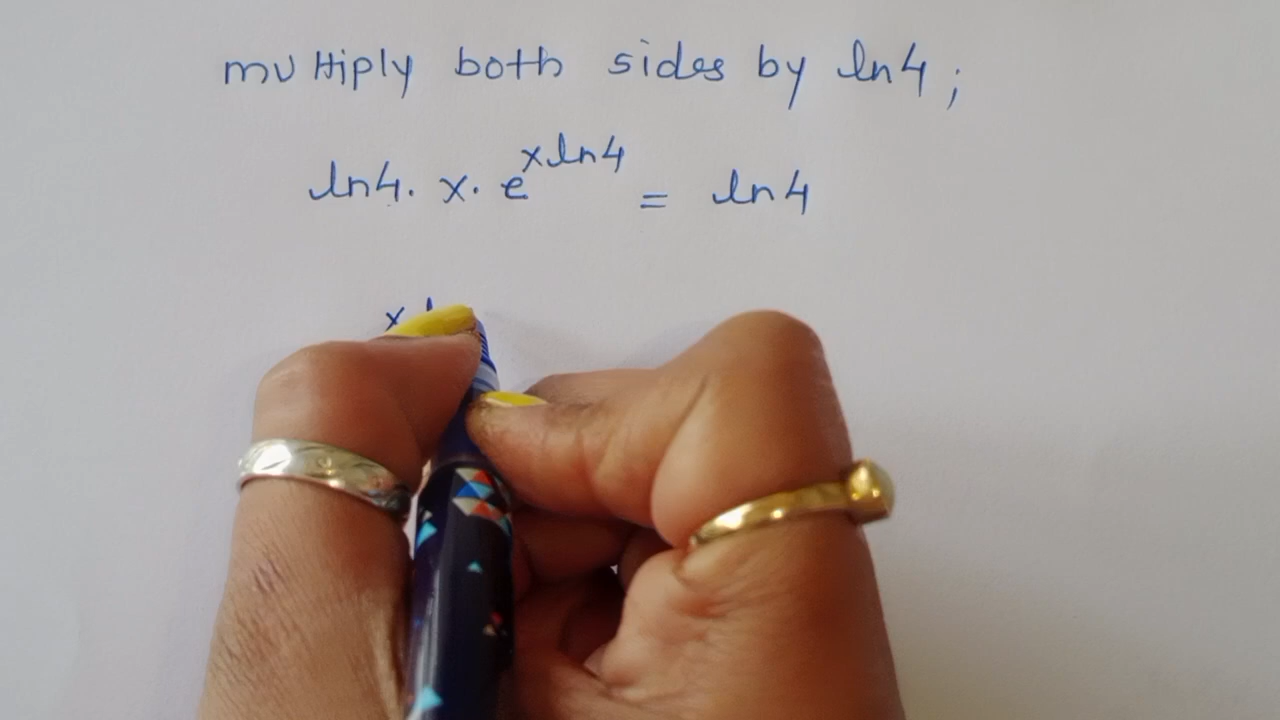 multiply both sides by ln4;
ln4. x. e^xln4 = ln4
x